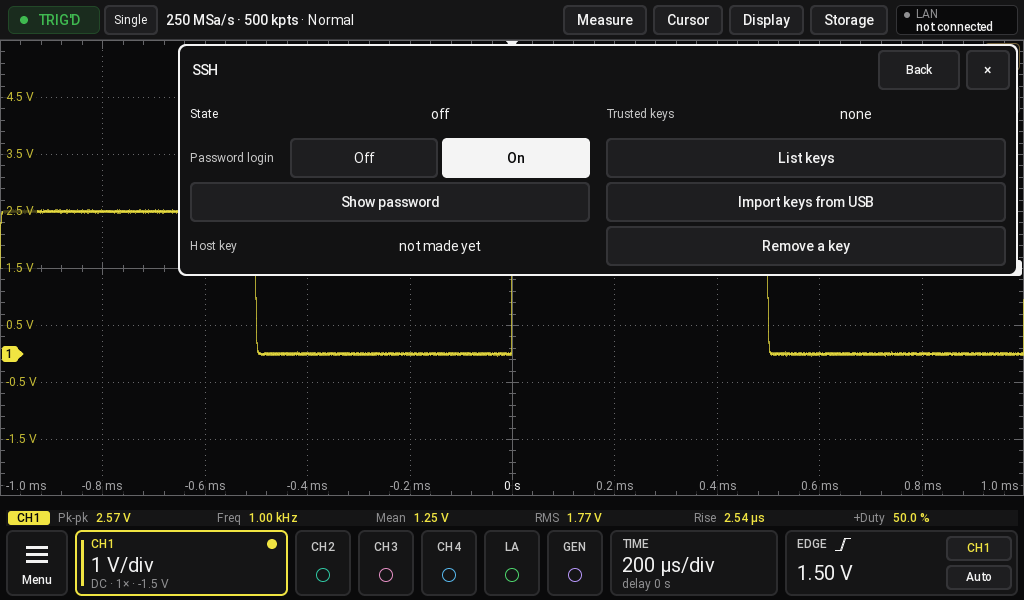 TRIG'D
Single
250 MSa/s · 500 kpts · Normal
Measure
Cursor
Display
Storage
LAN
not connected
SSH
Back
×
State
off
Trusted keys
none
Password login
Off
On
List keys
Show password
Import keys from USB
Host key
not made yet
Remove a key
4.5 V
3.5 V
2.5 V
1.5 V
0.5 V
1
-0.5 V
-1.5 V
-1.0 ms
-0.8 ms
-0.6 ms
-0.4 ms
-0.2 ms
0 s
0.2 ms
0.4 ms
0.6 ms
0.8 ms
1.0 ms
CH1
Pk-pk 2.57 V
Freq 1.00 kHz
Mean 1.25 V
RMS 1.77 V
Rise 2.54 µs
+Duty 50.0 %
Menu
CH1
1 V/div
DC · 1× · -1.5 V
CH2
CH3
CH4
LA
GEN
TIME
200 µs/div
delay 0 s
EDGE
1.50 V
CH1
Auto